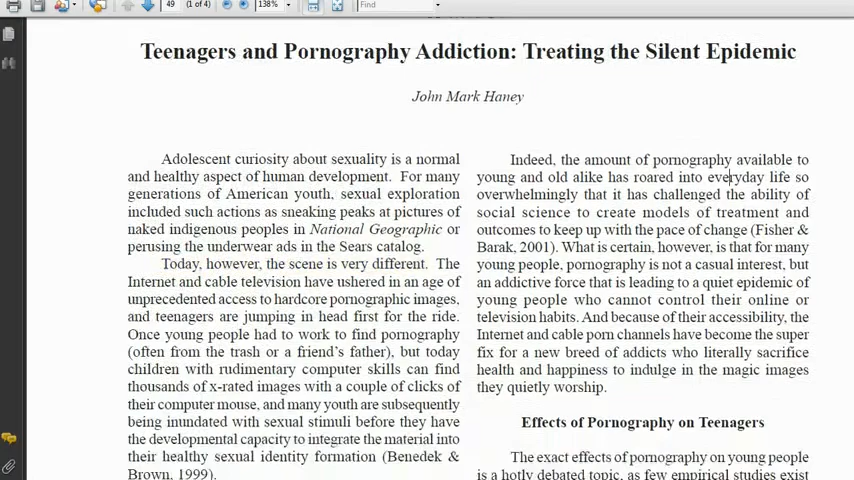 49
(1 of 4)
138%
Find
Teenagers and Pornography Addiction: Treating the Silent Epidemic
John Mark Haney
Adolescent curiosity about sexuality is a normal
and healthy aspect of human development. For many
generations of American youth, sexual exploration
included such actions as sneaking peaks at pictures of
naked indigenous peoples in National Geographic or
perusing the underwear ads in the Sears catalog.
Today, however, the scene is very different. The
Internet and cable television have ushered in an age of
unprecedented access to hardcore pornographic images,
and teenagers are jumping in head first for the ride.
Once young people had to work to find pornography
(often from the trash or a friend's father), but today
children with rudimentary computer skills can find
thousands of x-rated images with a couple of clicks of
their computer mouse, and many youth are subsequently
being inundated with sexual stimuli before they have
the developmental capacity to integrate the material into
their healthy sexual identity formation (Benedek &
Brown, 1999).
Indeed, the amount of pornography available to
young and old alike has roared into everyday life so
overwhelmingly that it has challenged the ability of
social science to create models of treatment and
outcomes to keep up with the pace of change (Fisher &
Barak, 2001). What is certain, however, is that for many
young people, pornography is not a casual interest, but
an addictive force that is leading to a quiet epidemic of
young people who cannot control their online or
television habits. And because of their accessibility, the
Internet and cable porn channels have become the super
fix for a new breed of addicts who literally sacrifice
health and happiness to indulge in the magic images
they quietly worship.
Effects of Pornography on Teenagers
The exact effects of pornography on young people
is a hotly debated topic, as few empirical studies exist